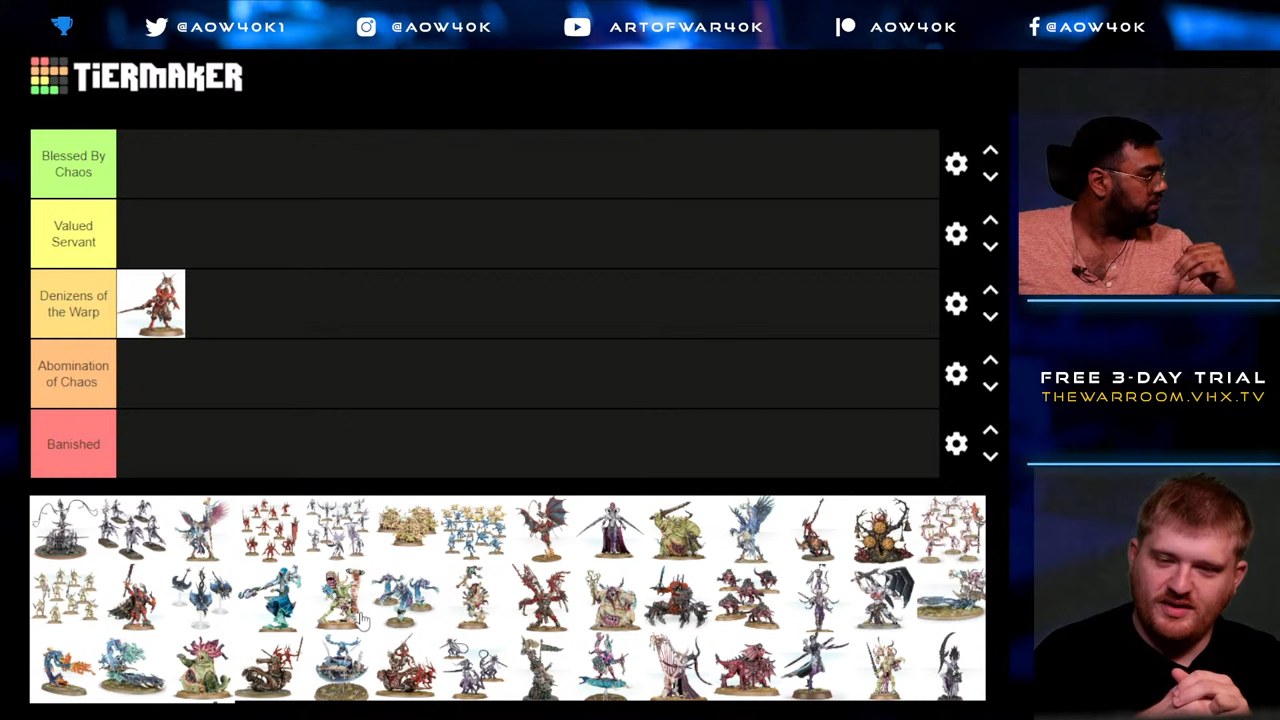 @AOW40K1
@AOW40K
ARTOFWAR40K
AOW40K
@AOW40K
TiERMAKER
Blessed By
Chaos
Valued
Servant
Denizens of
the Warp
Abomination
of Chaos
Banished
FREE 3-DAY TRIAL
THEWARROOM.VHX.TV